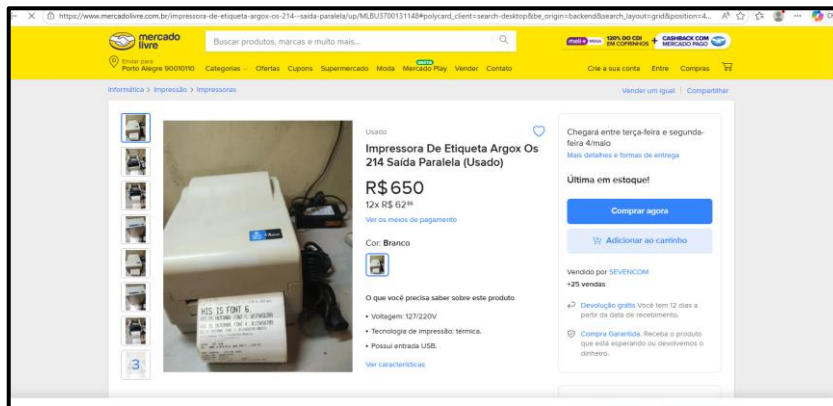 https://www.mercadolivre.com.br/impressora-de-etiqueta-argox-os-214--saida-paralela/up/MLBU3700131148#polycard_client=search-desktop&be_origin=backend&search_layout=grid&position=4...
mercado
livre
Buscar produtos, marcas e muito mais...
meli+
120% DO CDI
EM COFRINHOS
+
CASHBACK COM
MERCADO PAGO
Enviar para
Porto Alegre 90010110
Categorias
Ofertas
Cupons
Supermercado
Moda
Mercado Play
GRÁTIS
Vender
Contato
Crie a sua conta
Entre
Compras
Informática > Impressão > Impressoras
Vender um igual | Compartilhar
Usado
Impressora De Etiqueta Argox Os
214 Saída Paralela (Usado)
R$650
12x R$ 62
Ver os meios de pagamento
Cor: Branco
O que você precisa saber sobre este produto
• Voltagem: 127/220V
• Tecnologia de impressão: térmica.
• Possui entrada USB.
Ver características
HIS IS FONT 6.
3
Chegará entre terça-feira e segunda-
feira 4/maio
Mais detalhes e formas de entrega
Última em estoque!
Comprar agora
Adicionar ao carrinho
Vendido por SEVENCOM
+25 vendas
Devolução grátis Você tem 12 dias a
partir da data de recebimento.
Compra Garantida. Receba o produto
que está esperando ou devolvemos o
dinheiro.